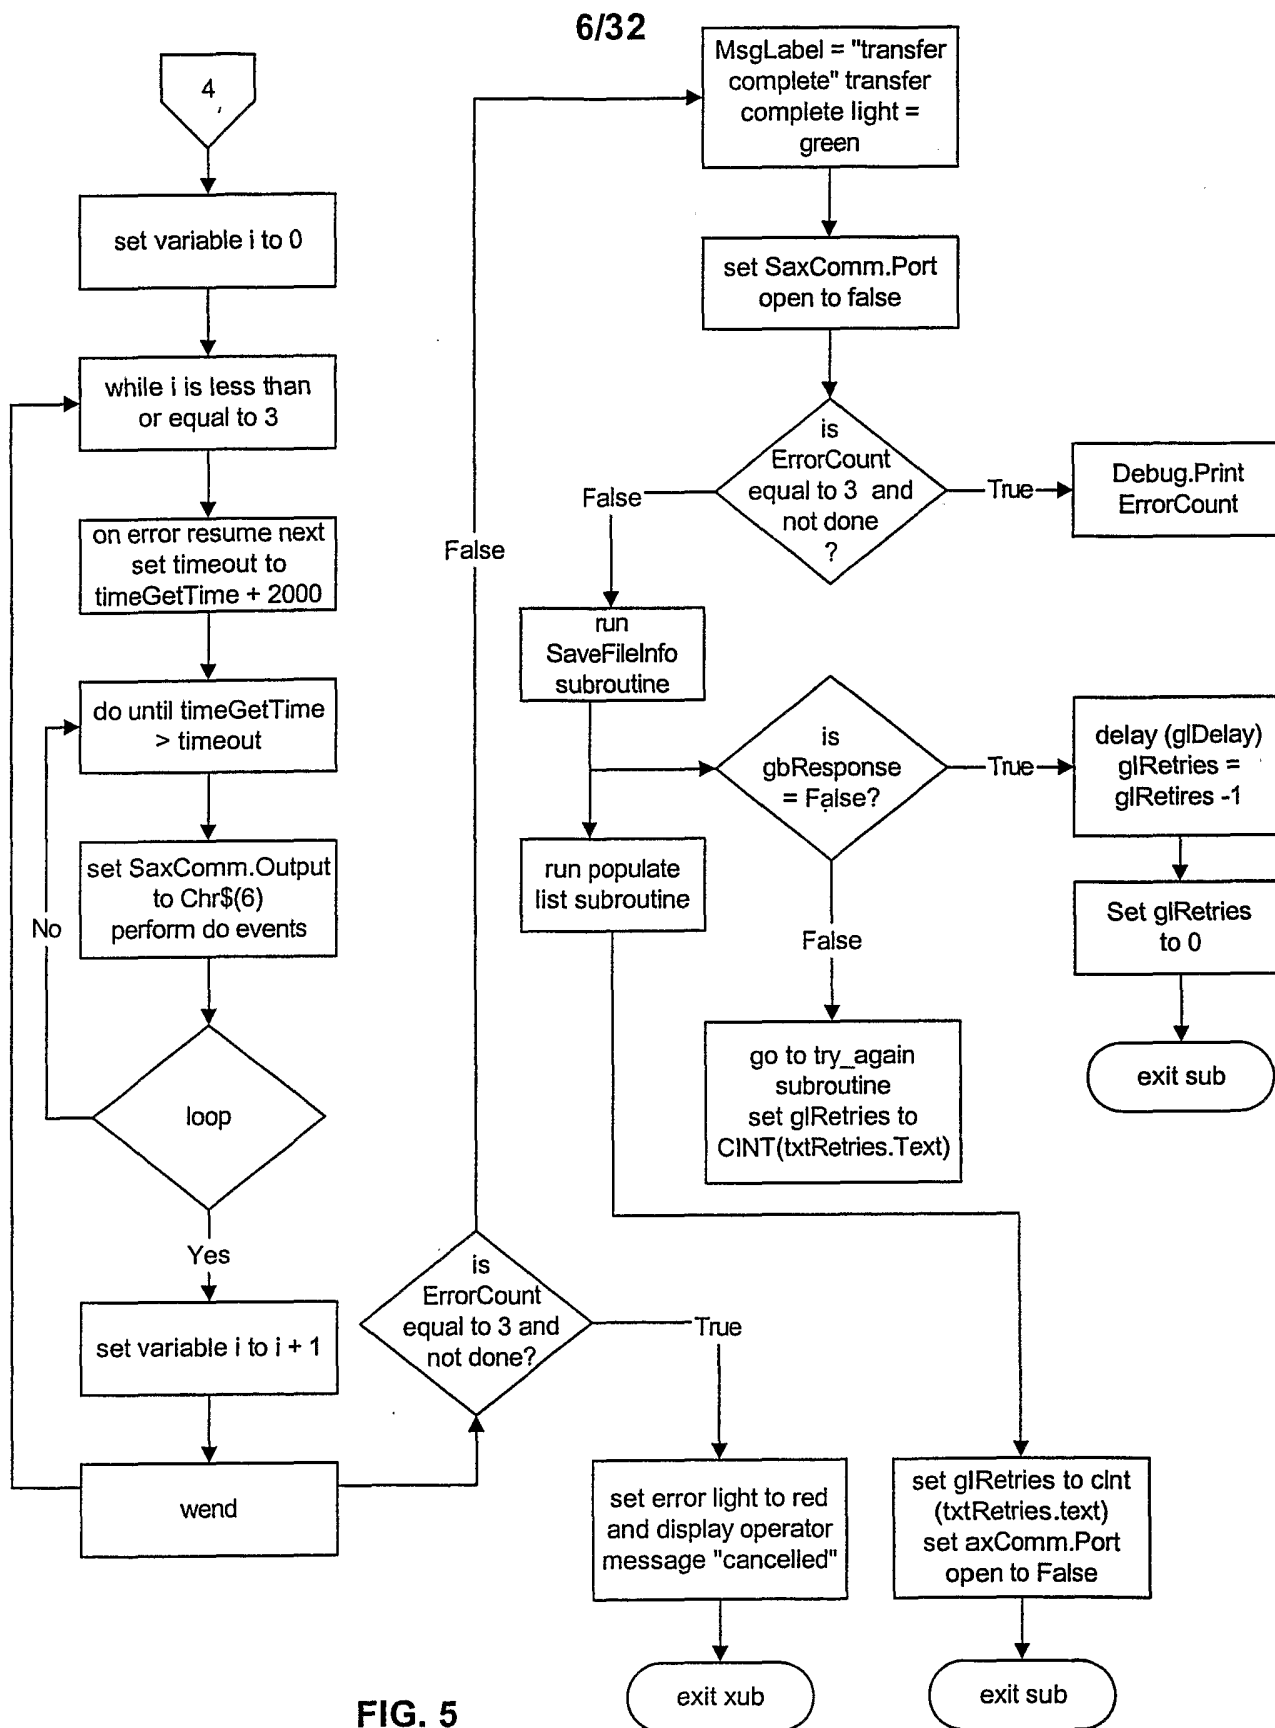 6/32
4
set variable i to 0
while i is less than
or equal to 3
on error resume next
set timeout to
timeGetTime + 2000
do until timeGetTime
> timeout
set SaxComm.Output
to Chr$(6)
perform do events
No
loop
Yes
set variable i to i + 1
wend
False
is
ErrorCount
equal to 3 and
not done?
True
set error light to red
and display operator
message "cancelled"
exit xub
MsgLabel = "transfer
complete" transfer
complete light =
green
set SaxComm.Port
open to false
is
ErrorCount
equal to 3 and
not done
?
True
Debug.Print
ErrorCount
False
run
SaveFileInfo
subroutine
is
gbResponse
= False?
True
delay (glDelay)
glRetries =
glRetires -1
Set glRetries
to 0
exit sub
run populate
list subroutine
False
go to try_again
subroutine
set glRetries to
CINT(txtRetries.Text)
set glRetries to cInt
(txtRetries.text)
set axComm.Port
open to False
exit sub
FIG. 5